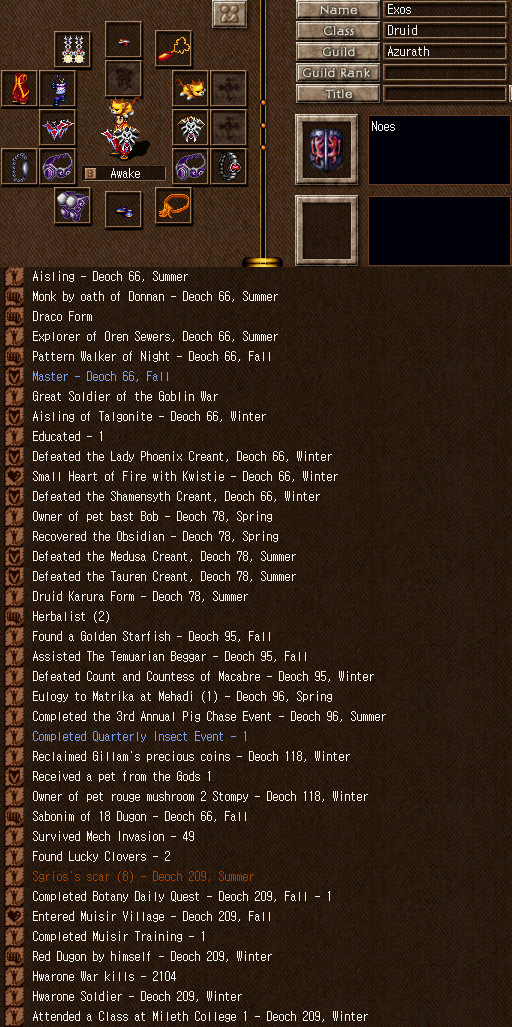 Name Exos
Class Druid
Guild Azurath
Guild Rank
Title
Noes
Awake
Aisling - Deoch 66, Summer
Monk by oath of Donnan - Deoch 66, Summer
Draco Form
Explorer of Oren Sewers, Deoch 66, Summer
Pattern Walker of Night - Deoch 66, Fall
Master - Deoch 66, Fall
Great Soldier of the Goblin War
Aisling of Talgonite - Deoch 66, Winter
Educated - 1
Defeated the Lady Phoenix Creant, Deoch 66, Winter
Small Heart of Fire with Kwistie - Deoch 66, Winter
Defeated the Shamensyth Creant, Deoch 66, Winter
Owner of pet bast Bob - Deoch 78, Spring
Recovered the Obsidian - Deoch 78, Spring
Defeated the Medusa Creant, Deoch 78, Summer
Defeated the Tauren Creant, Deoch 78, Summer
Druid Karura Form - Deoch 78, Summer
Herbalist (2)
Found a Golden Starfish - Deoch 95, Fall
Assisted The Temuarian Beggar - Deoch 95, Fall
Defeated Count and Countess of Macabre - Deoch 95, Winter
Eulogy to Matrika at Mehadi (1) - Deoch 96, Spring
Completed the 3rd Annual Pig Chase Event - Deoch 96, Summer
Completed Quarterly Insect Event - 1
Reclaimed Gillam's precious coins - Deoch 118, Winter
Received a pet from the Gods 1
Owner of pet rouge mushroom 2 Stompy - Deoch 118, Winter
Sabonim of 18 Dugon - Deoch 66, Fall
Survived Mech Invasion - 49
Found Lucky Clovers - 2
Sgrios's scar (8) - Deoch 209, Summer
Completed Botany Daily Quest - Deoch 209, Fall - 1
Entered Muisir Village - Deoch 209, Fall
Completed Muisir Training - 1
Red Dugon by himself - Deoch 209, Winter
Hwarone War kills - 2104
Hwarone Soldier - Deoch 209, Winter
Attended a Class at Mileth College 1 - Deoch 209, Winter